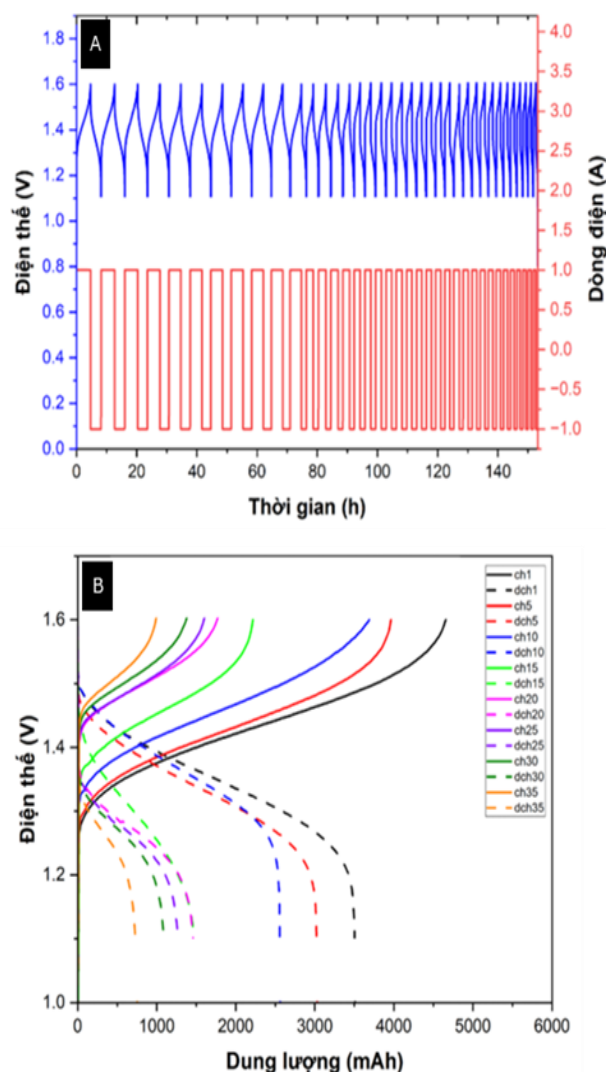 A
1.8
1.6
1.4
1.2
1.0
0.8
0.6
0.4
0.2
0.0
Điện thế (V)
4.0
3.5
3.0
2.5
2.0
1.5
1.0
0.5
0.0
−0.5
−1.0
Dòng điện (A)
0 20 40 60 80 100 120 140
Thời gian (h)
B
1.6
1.4
1.2
1.0
Điện thế (V)
ch1
dch1
ch5
dch5
ch10
dch10
ch15
dch15
ch20
dch20
ch25
dch25
ch30
dch30
ch35
dch35
0 1000 2000 3000 4000 5000 6000
Dung lượng (mAh)